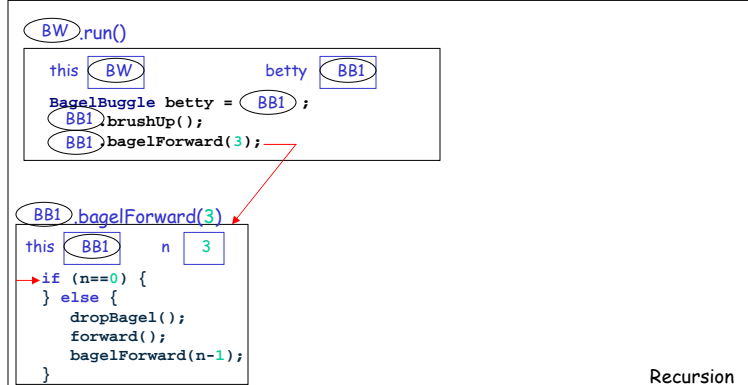 BW.run()
this BW betty BB1
BagelBuggle betty = BB1 ;
BB1.brushUp();
BB1.bagelForward(3);
BB1.bagelForward(3)
this BB1 n 3
if (n==0) {
} else {
dropBagel();
forward();
bagelForward(n-1);
}
Recursion